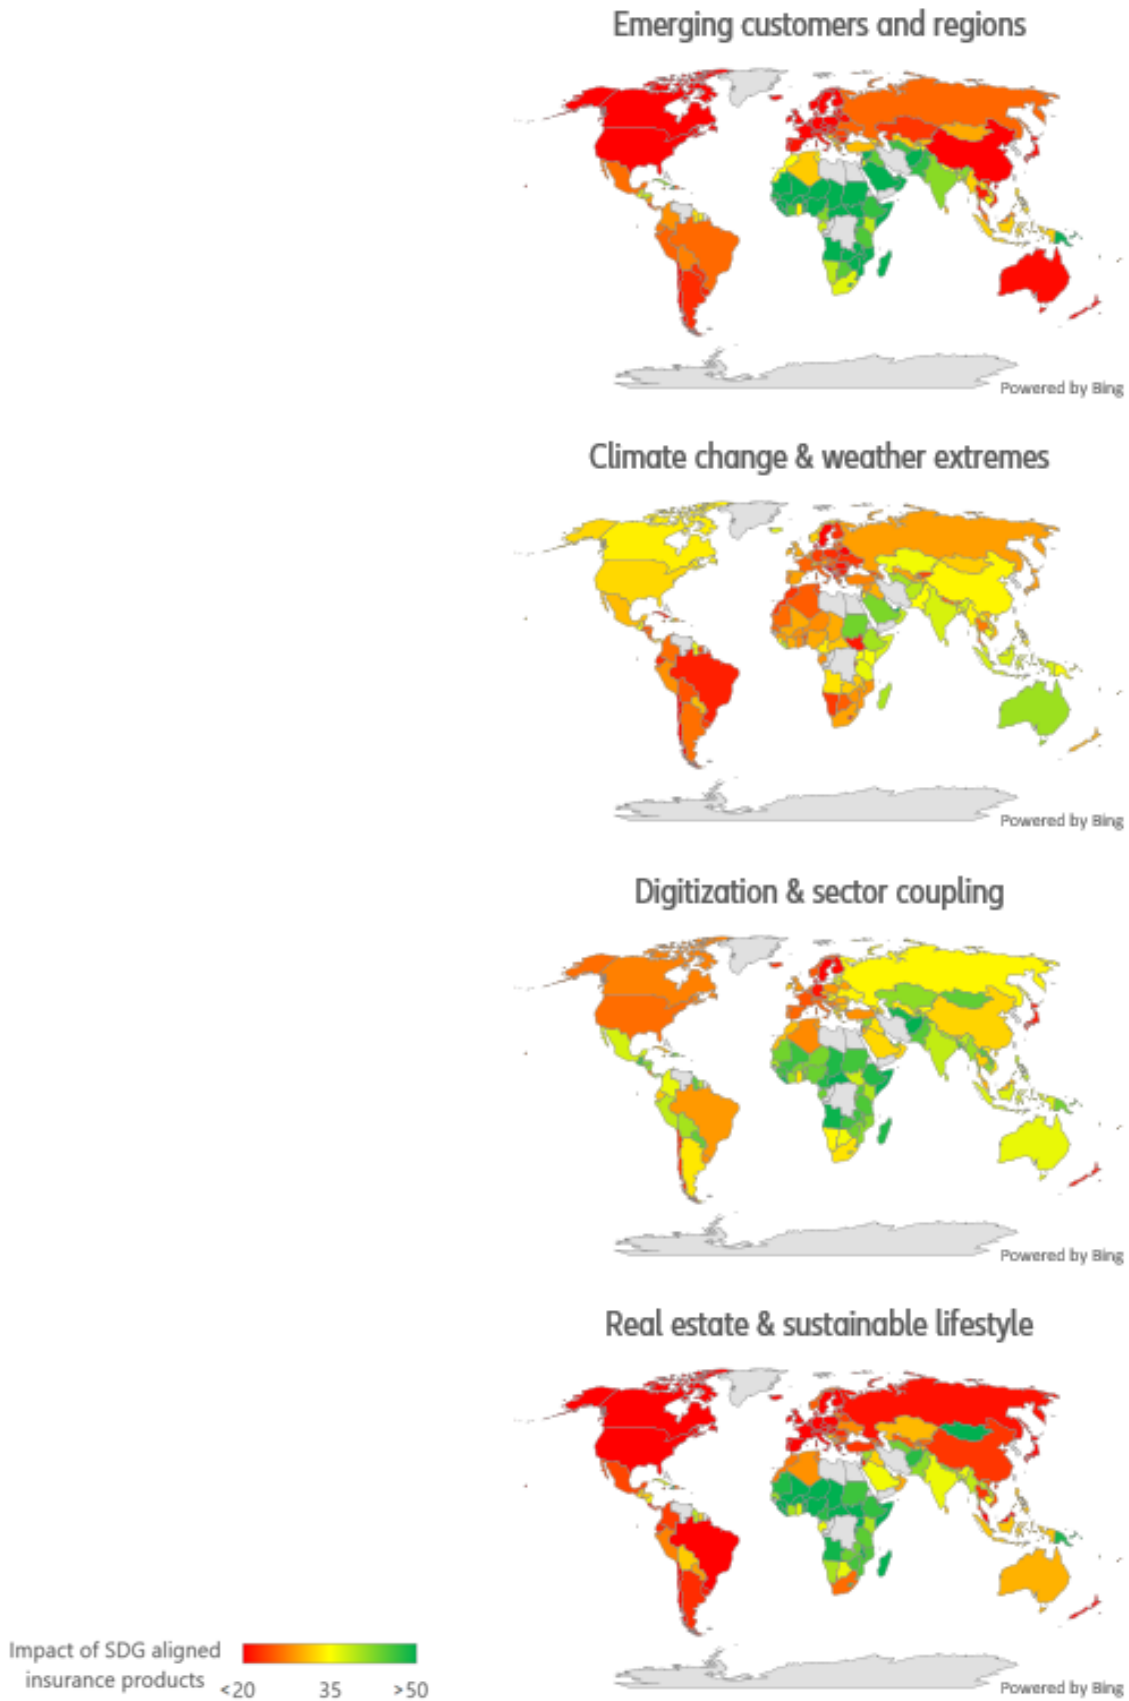 Emerging customers and regions
Powered by Bing
Climate change & weather extremes
Powered by Bing
Digitization & sector coupling
Powered by Bing
Real estate & sustainable lifestyle
Impact of SDG aligned
insurance products
<20 35 >50
Powered by Bing